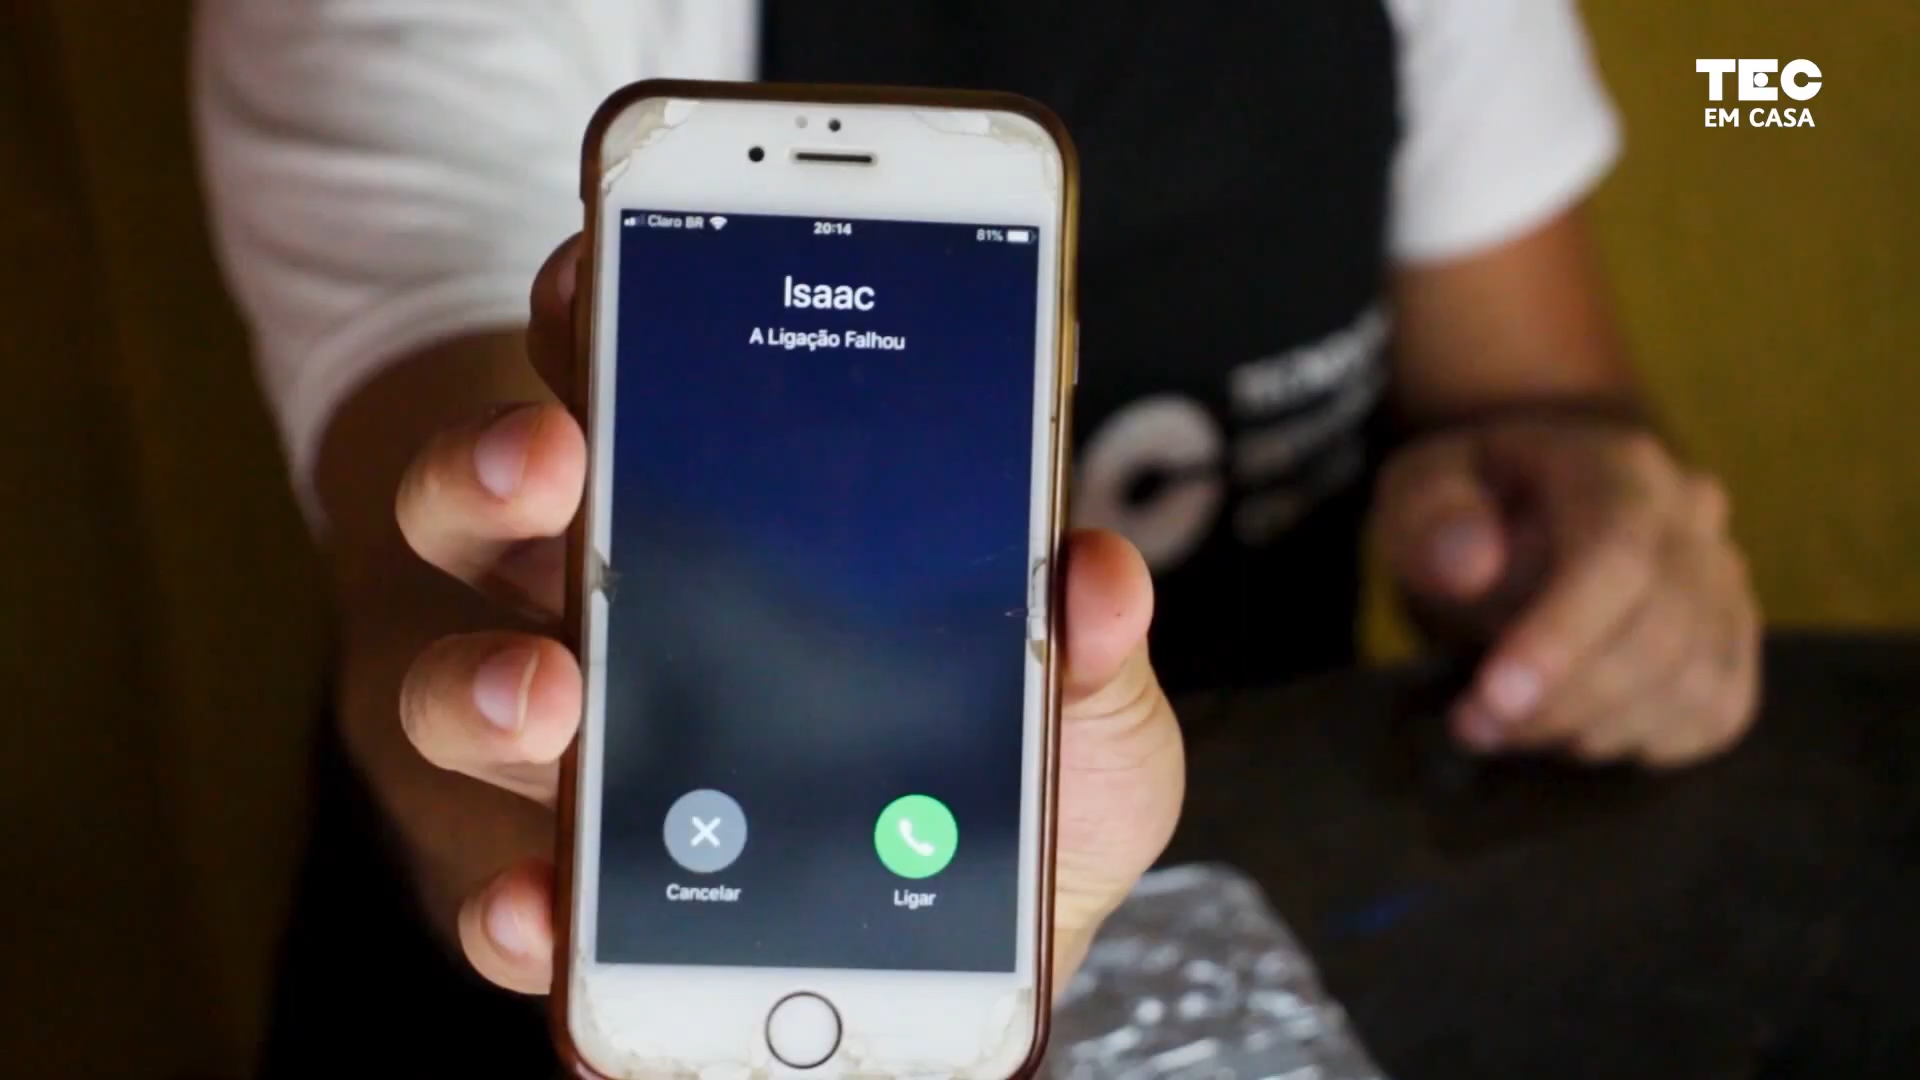 TEC
EM CASA
Claro BR
20:14
81%
Isaac
A Ligação Falhou
Cancelar
Ligar